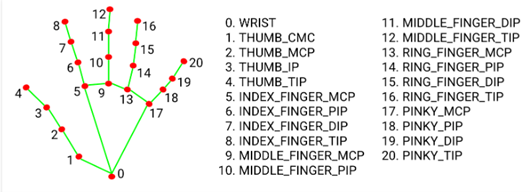 12
8
11
16
20
7
15
10
19
6
14
18
4
5
9
13
17
3
2
1
0
0. WRIST
1. THUMB_CMC
2. THUMB_MCP
3. THUMB_IP
4. THUMB_TIP
5. INDEX_FINGER_MCP
6. INDEX_FINGER_PIP
7. INDEX_FINGER_DIP
8. INDEX_FINGER_TIP
9. MIDDLE_FINGER_MCP
10. MIDDLE_FINGER_PIP
11. MIDDLE_FINGER_DIP
12. MIDDLE_FINGER_TIP
13. RING_FINGER_MCP
14. RING_FINGER_PIP
15. RING_FINGER_DIP
16. RING_FINGER_TIP
17. PINKY_MCP
18. PINKY_PIP
19. PINKY_DIP
20. PINKY_TIP